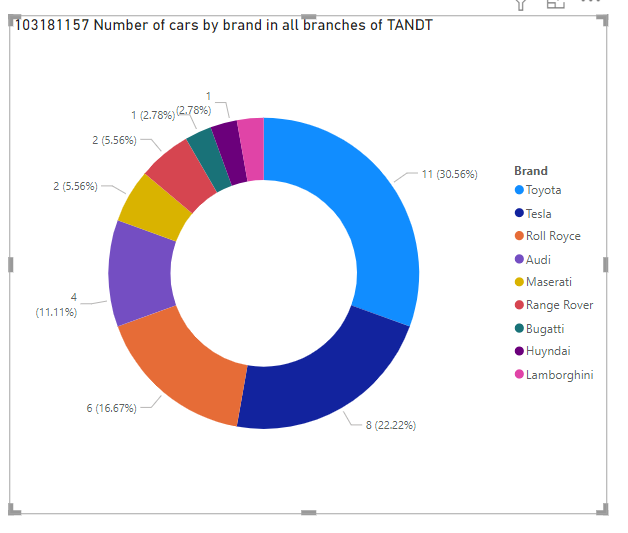 103181157 Number of cars by brand in all branches of TANDT
1
(2.78%)
1 (2.78%)
2 (5.56%)
2 (5.56%)
4
(11.11%)
6 (16.67%)
8 (22.22%)
11 (30.56%)
Brand
Toyota
Tesla
Roll Royce
Audi
Maserati
Range Rover
Bugatti
Huyndai
Lamborghini